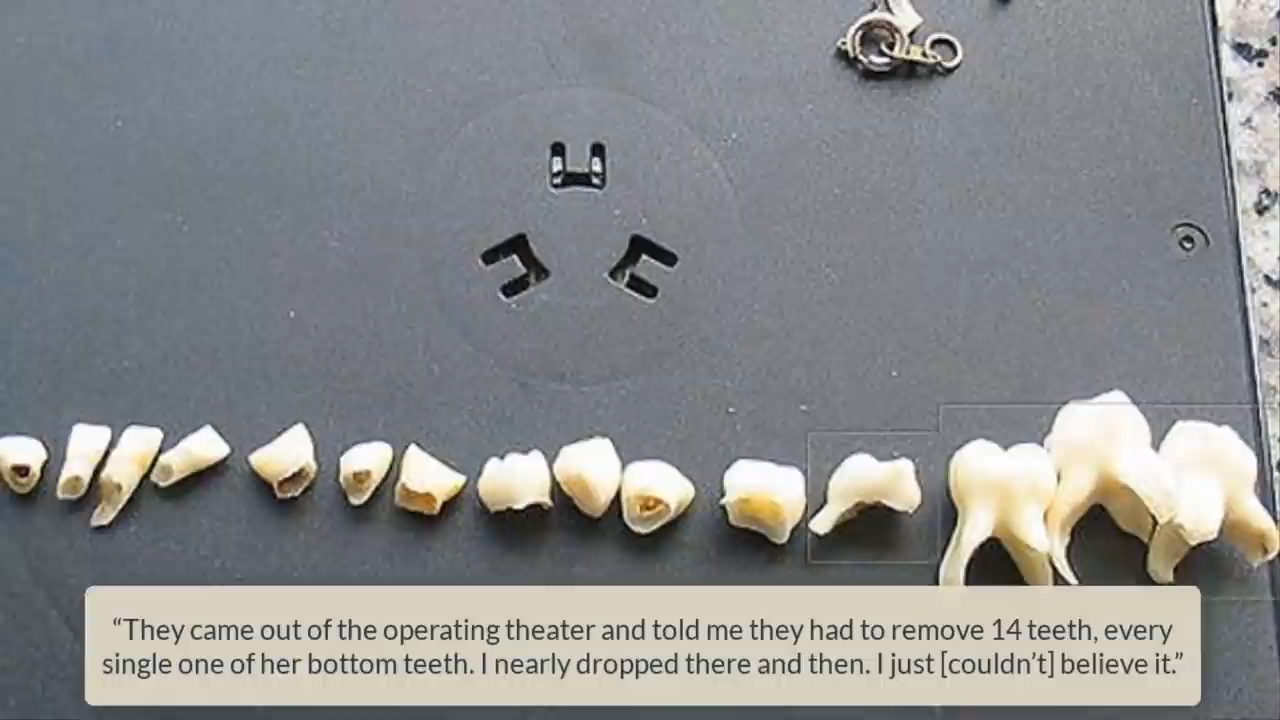 “They came out of the operating theater and told me they had to remove 14 teeth, every
single one of her bottom teeth. I nearly dropped there and then. I just [couldn’t] believe it.”